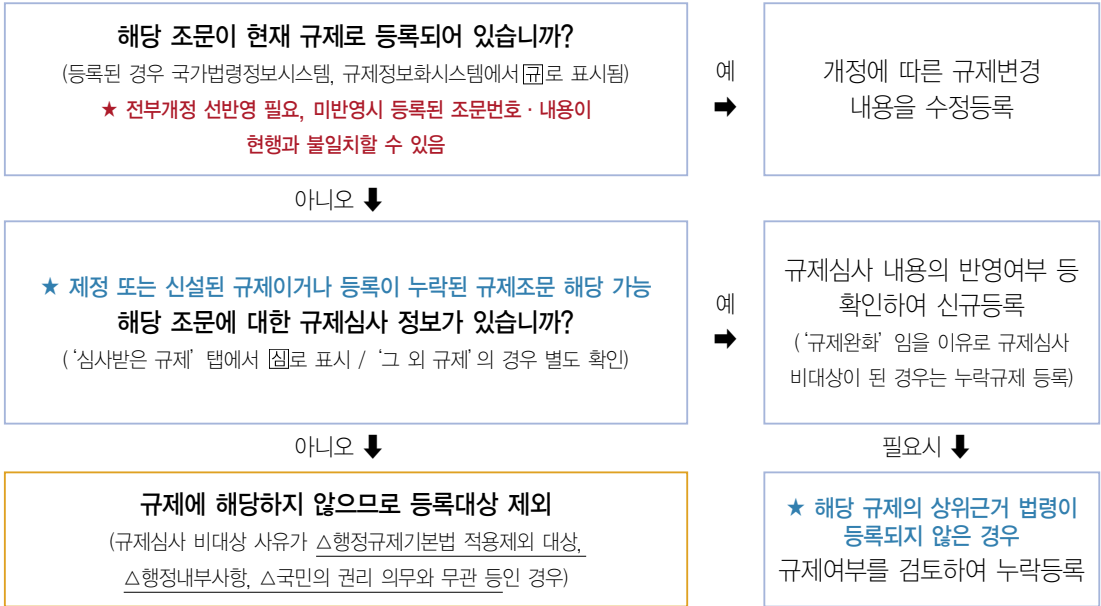 해당 조문이 현재 규제로 등록되어 있습니까?
(등록된 경우 국가법령정보시스템, 규제정보화시스템에서 규로 표시됨)
★ 전부개정 선반영 필요, 미반영시 등록된 조문번호·내용이
현행과 불일치할 수 있음
예
➡
개정에 따른 규제변경
내용을 수정등록
아니오 ⬇
★ 제정 또는 신설된 규제이거나 등록이 누락된 규제조문 해당 가능
해당 조문에 대한 규제심사 정보가 있습니까?
(‘심사받은 규제’ 탭에서 심로 표시 / ‘그 외 규제’의 경우 별도 확인)
예
➡
규제심사 내용의 반영여부 등
확인하여 신규등록
(‘규제완화’ 임을 이유로 규제심사
비대상이 된 경우는 누락규제 등록)
아니오 ⬇
필요시 ⬇
규제에 해당하지 않으므로 등록대상 제외
(규제심사 비대상 사유가 △행정규제기본법 적용제외 대상,
△행정내부사항, △국민의 권리 의무와 무관 등인 경우)
★ 해당 규제의 상위근거 법령이
등록되지 않은 경우
규제여부를 검토하여 누락등록